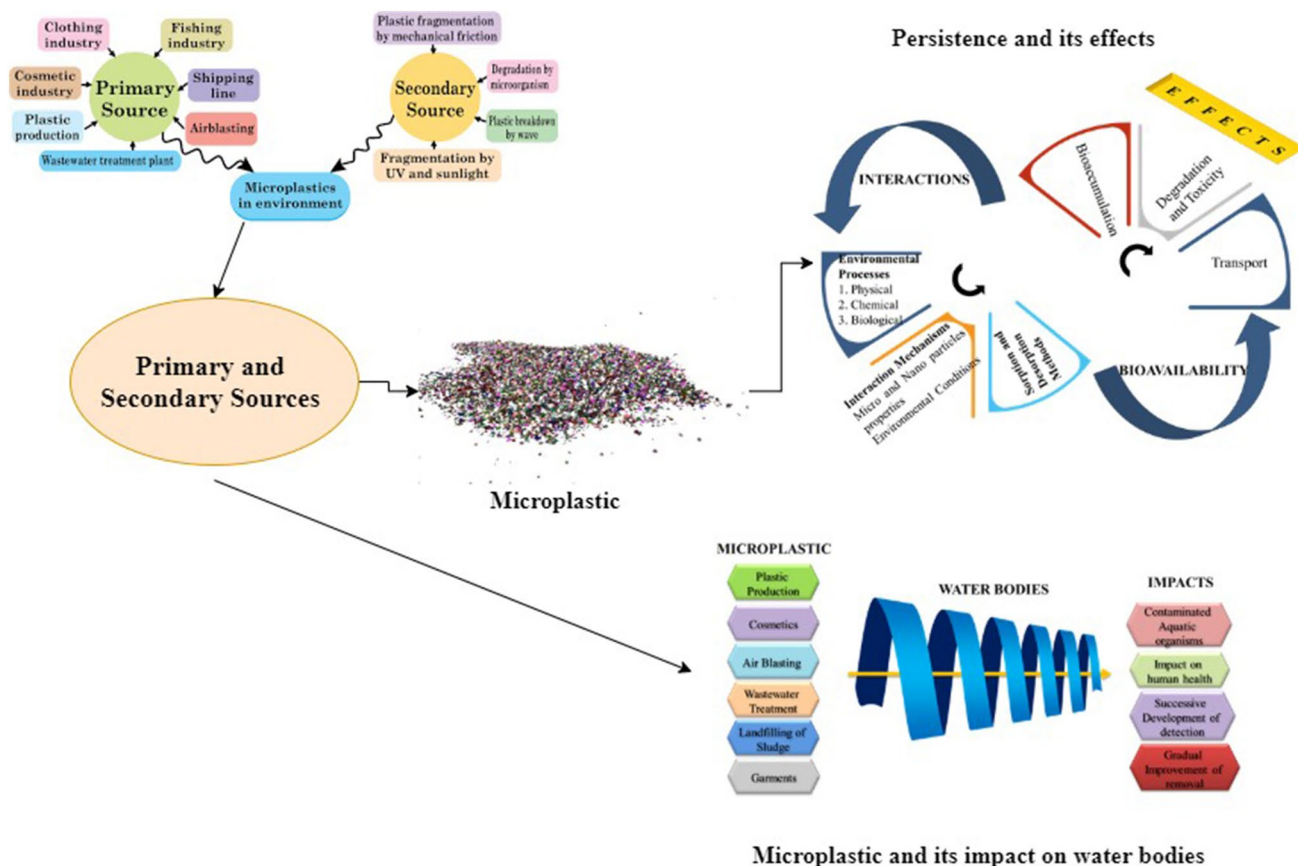 Clothing
industry
Fishing
industry
Cosmetic
industry
Primary
Source
Shipping
line
Plastic
production
Airblasting
Wastewater treatment plant
Plastic fragmentation
by mechanical friction
Secondary
Source
Degradation by
microorganism
Plastic breakdown
by wave
Fragmentation by
UV and sunlight
Microplastics
in environment
Primary and
Secondary Sources
Microplastic
Persistence and its effects
EFFECTS
INTERACTIONS
Bioaccumulation
Degradation
and Toxicity
Transport
Environmental
Processes
1. Physical
2. Chemical
3. Biological
Interaction Mechanisms
Micro and Nano particles
properties
Environmental Conditions
Sorption and
Desorption
Methods
BIOAVAILABILITY
MICROPLASTIC
Plastic
Production
Cosmetics
Air Blasting
Wastewater
Treatment
Landfilling of
Sludge
Garments
WATER BODIES
IMPACTS
Contaminated
Aquatic
organisms
Impact on
human health
Successive
Development of
detection
Gradual
Improvement of
removal
Microplastic and its impact on water bodies